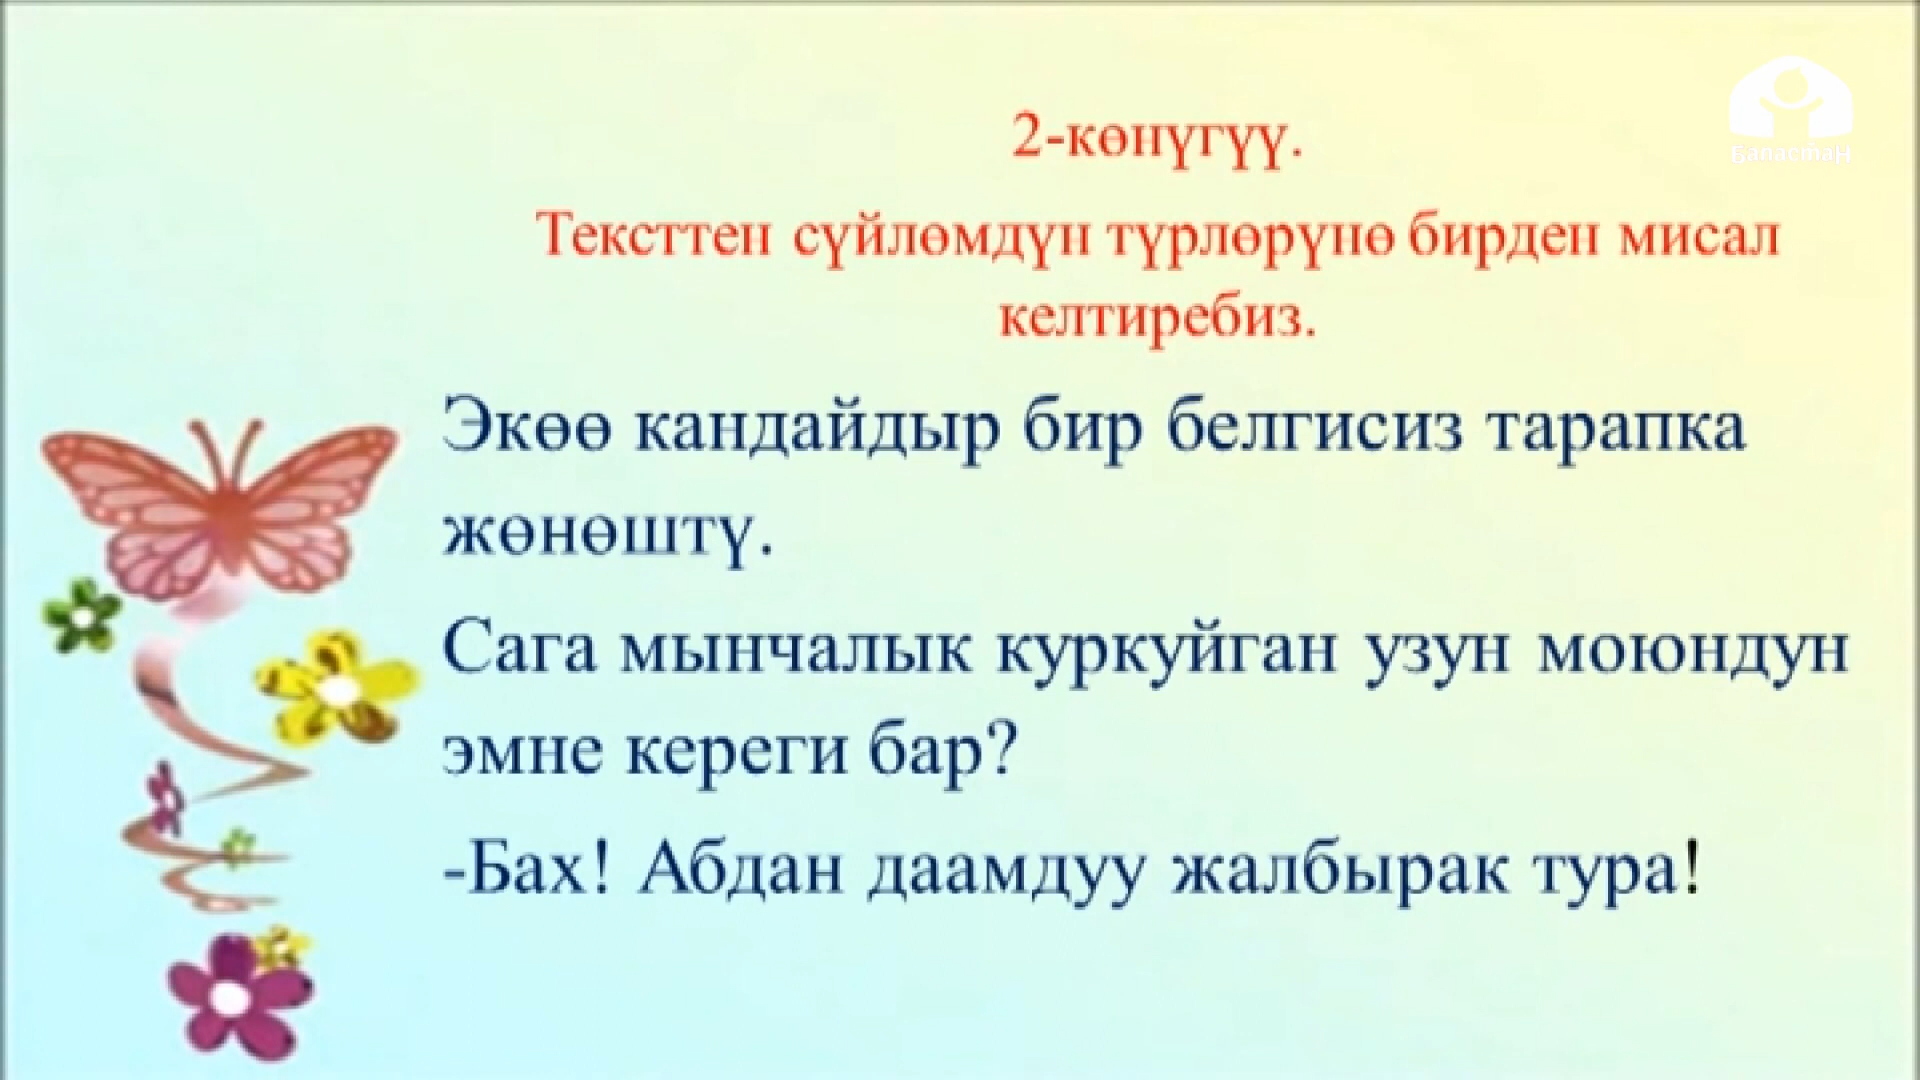 Баластан
2-көнүгүү.
Тексттен сүйлөмдүн түрлөрүнө бирден мисал
келтиребиз.
Экөө кандайдыр бир белгисиз тарапка
жөнөштү.
Сага мынчалык куркуйган узун моюндун
эмне кереги бар?
-Бах! Абдан даамдуу жалбырак тура!